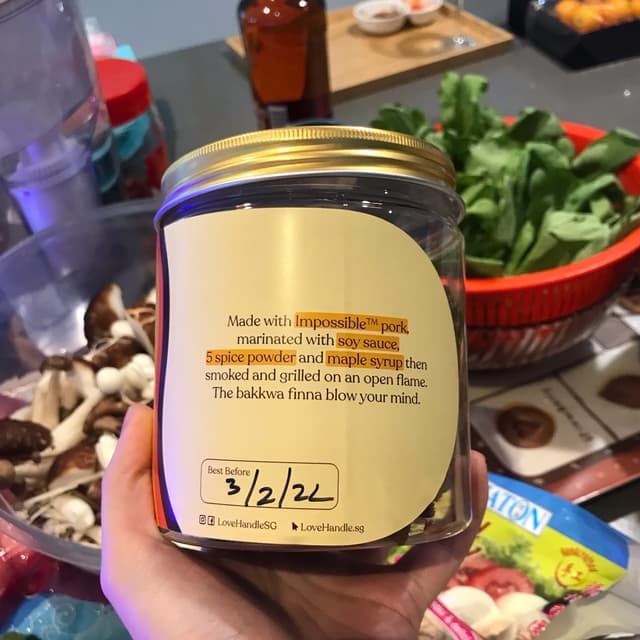 Made with Impossible™ pork,
marinated with soy sauce,
5 spice powder and maple syrup then
smoked and grilled on an open flame.
The bakkwa finna blow your mind.
Best Before
3/2/22
LoveHandleSG LoveHandle.sg